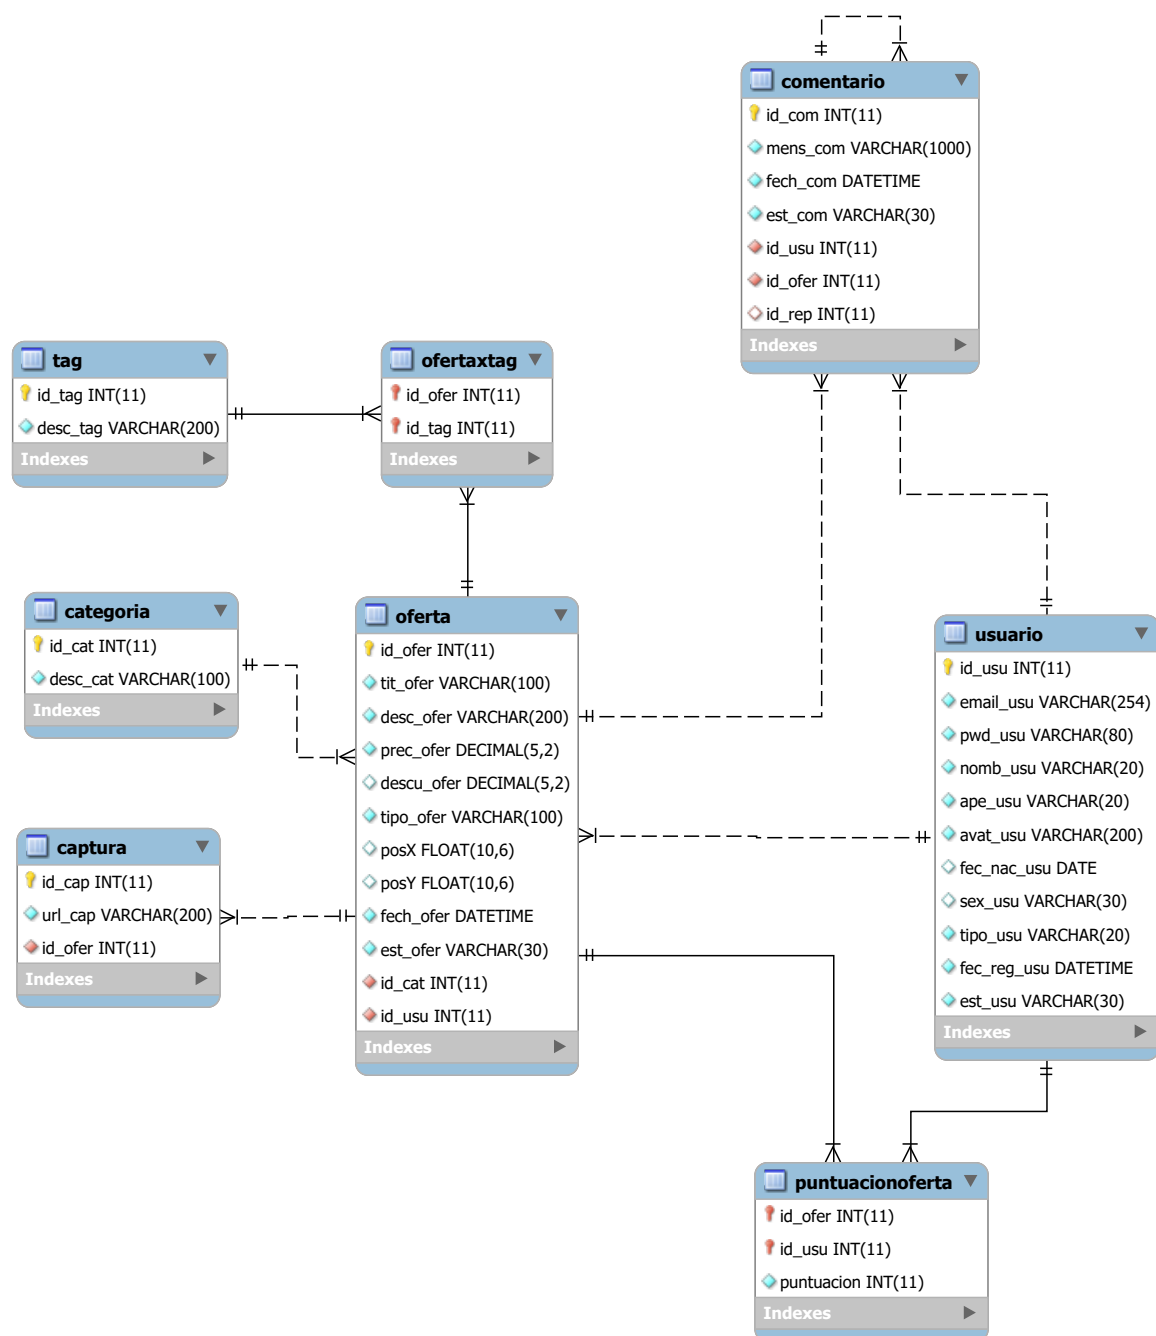 comentario
id_com INT(11)
mens_com VARCHAR(1000)
fech_com DATETIME
est_com VARCHAR(30)
id_usu INT(11)
id_ofer INT(11)
id_rep INT(11)
Indexes
tag
id_tag INT(11)
desc_tag VARCHAR(200)
Indexes
ofertaxtag
id_ofer INT(11)
id_tag INT(11)
Indexes
categoria
id_cat INT(11)
desc_cat VARCHAR(100)
Indexes
oferta
id_ofer INT(11)
tit_ofer VARCHAR(100)
desc_ofer VARCHAR(200)
prec_ofer DECIMAL(5,2)
descu_ofer DECIMAL(5,2)
tipo_ofer VARCHAR(100)
posX FLOAT(10,6)
posY FLOAT(10,6)
fech_ofer DATETIME
est_ofer VARCHAR(30)
id_cat INT(11)
id_usu INT(11)
Indexes
usuario
id_usu INT(11)
email_usu VARCHAR(254)
pwd_usu VARCHAR(80)
nomb_usu VARCHAR(20)
ape_usu VARCHAR(20)
avat_usu VARCHAR(200)
fec_nac_usu DATE
sex_usu VARCHAR(30)
tipo_usu VARCHAR(20)
fec_reg_usu DATETIME
est_usu VARCHAR(30)
Indexes
captura
id_cap INT(11)
url_cap VARCHAR(200)
id_ofer INT(11)
Indexes
puntuacionoferta
id_ofer INT(11)
id_usu INT(11)
puntuacion INT(11)
Indexes